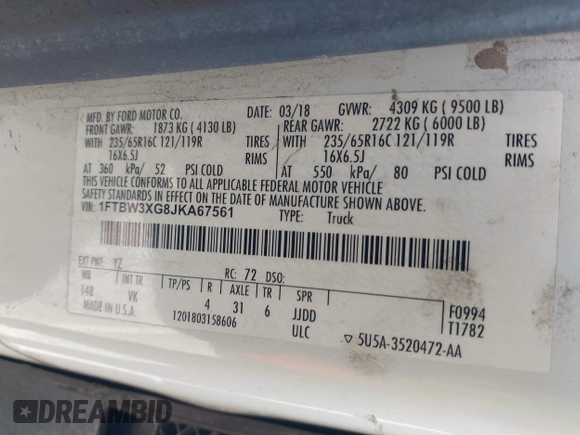 MFD. BY FORD MOTOR CO. DATE: 03/18 GVWR: 4309 KG ( 9500 LB)
FRONT GAWR: 1873 KG ( 4130 LB) REAR GAWR: 2722 KG ( 6000 LB)
WITH 235/65R16C 121/119R TIRES WITH 235/65R16C 121/119R TIRES
16X6.5J RIMS 16X6.5J RIMS
AT 360 kPa/ 52 PSI COLD AT 550 kPa/ 80 PSI COLD
THIS VEHICLE CONFORMS TO ALL APPLICABLE FEDERAL MOTOR VEHICLE
SAFETY STANDARDS IN EFFECT ON THE DATE OF MANUFACTURE SHOWN ABOVE.
VIN: 1FTBW3XG8JKA67561 TYPE: Truck
EXT PNT: YZ RC: 72 DSO:
WB INT TR TP/PS R AXLE TR SPR
148 VK 4 31 6 JJDD F0994
MADE IN U.S.A. 1201803158606 ULC T1782
▽ 5U5A-3520472-AA
DREAMBID